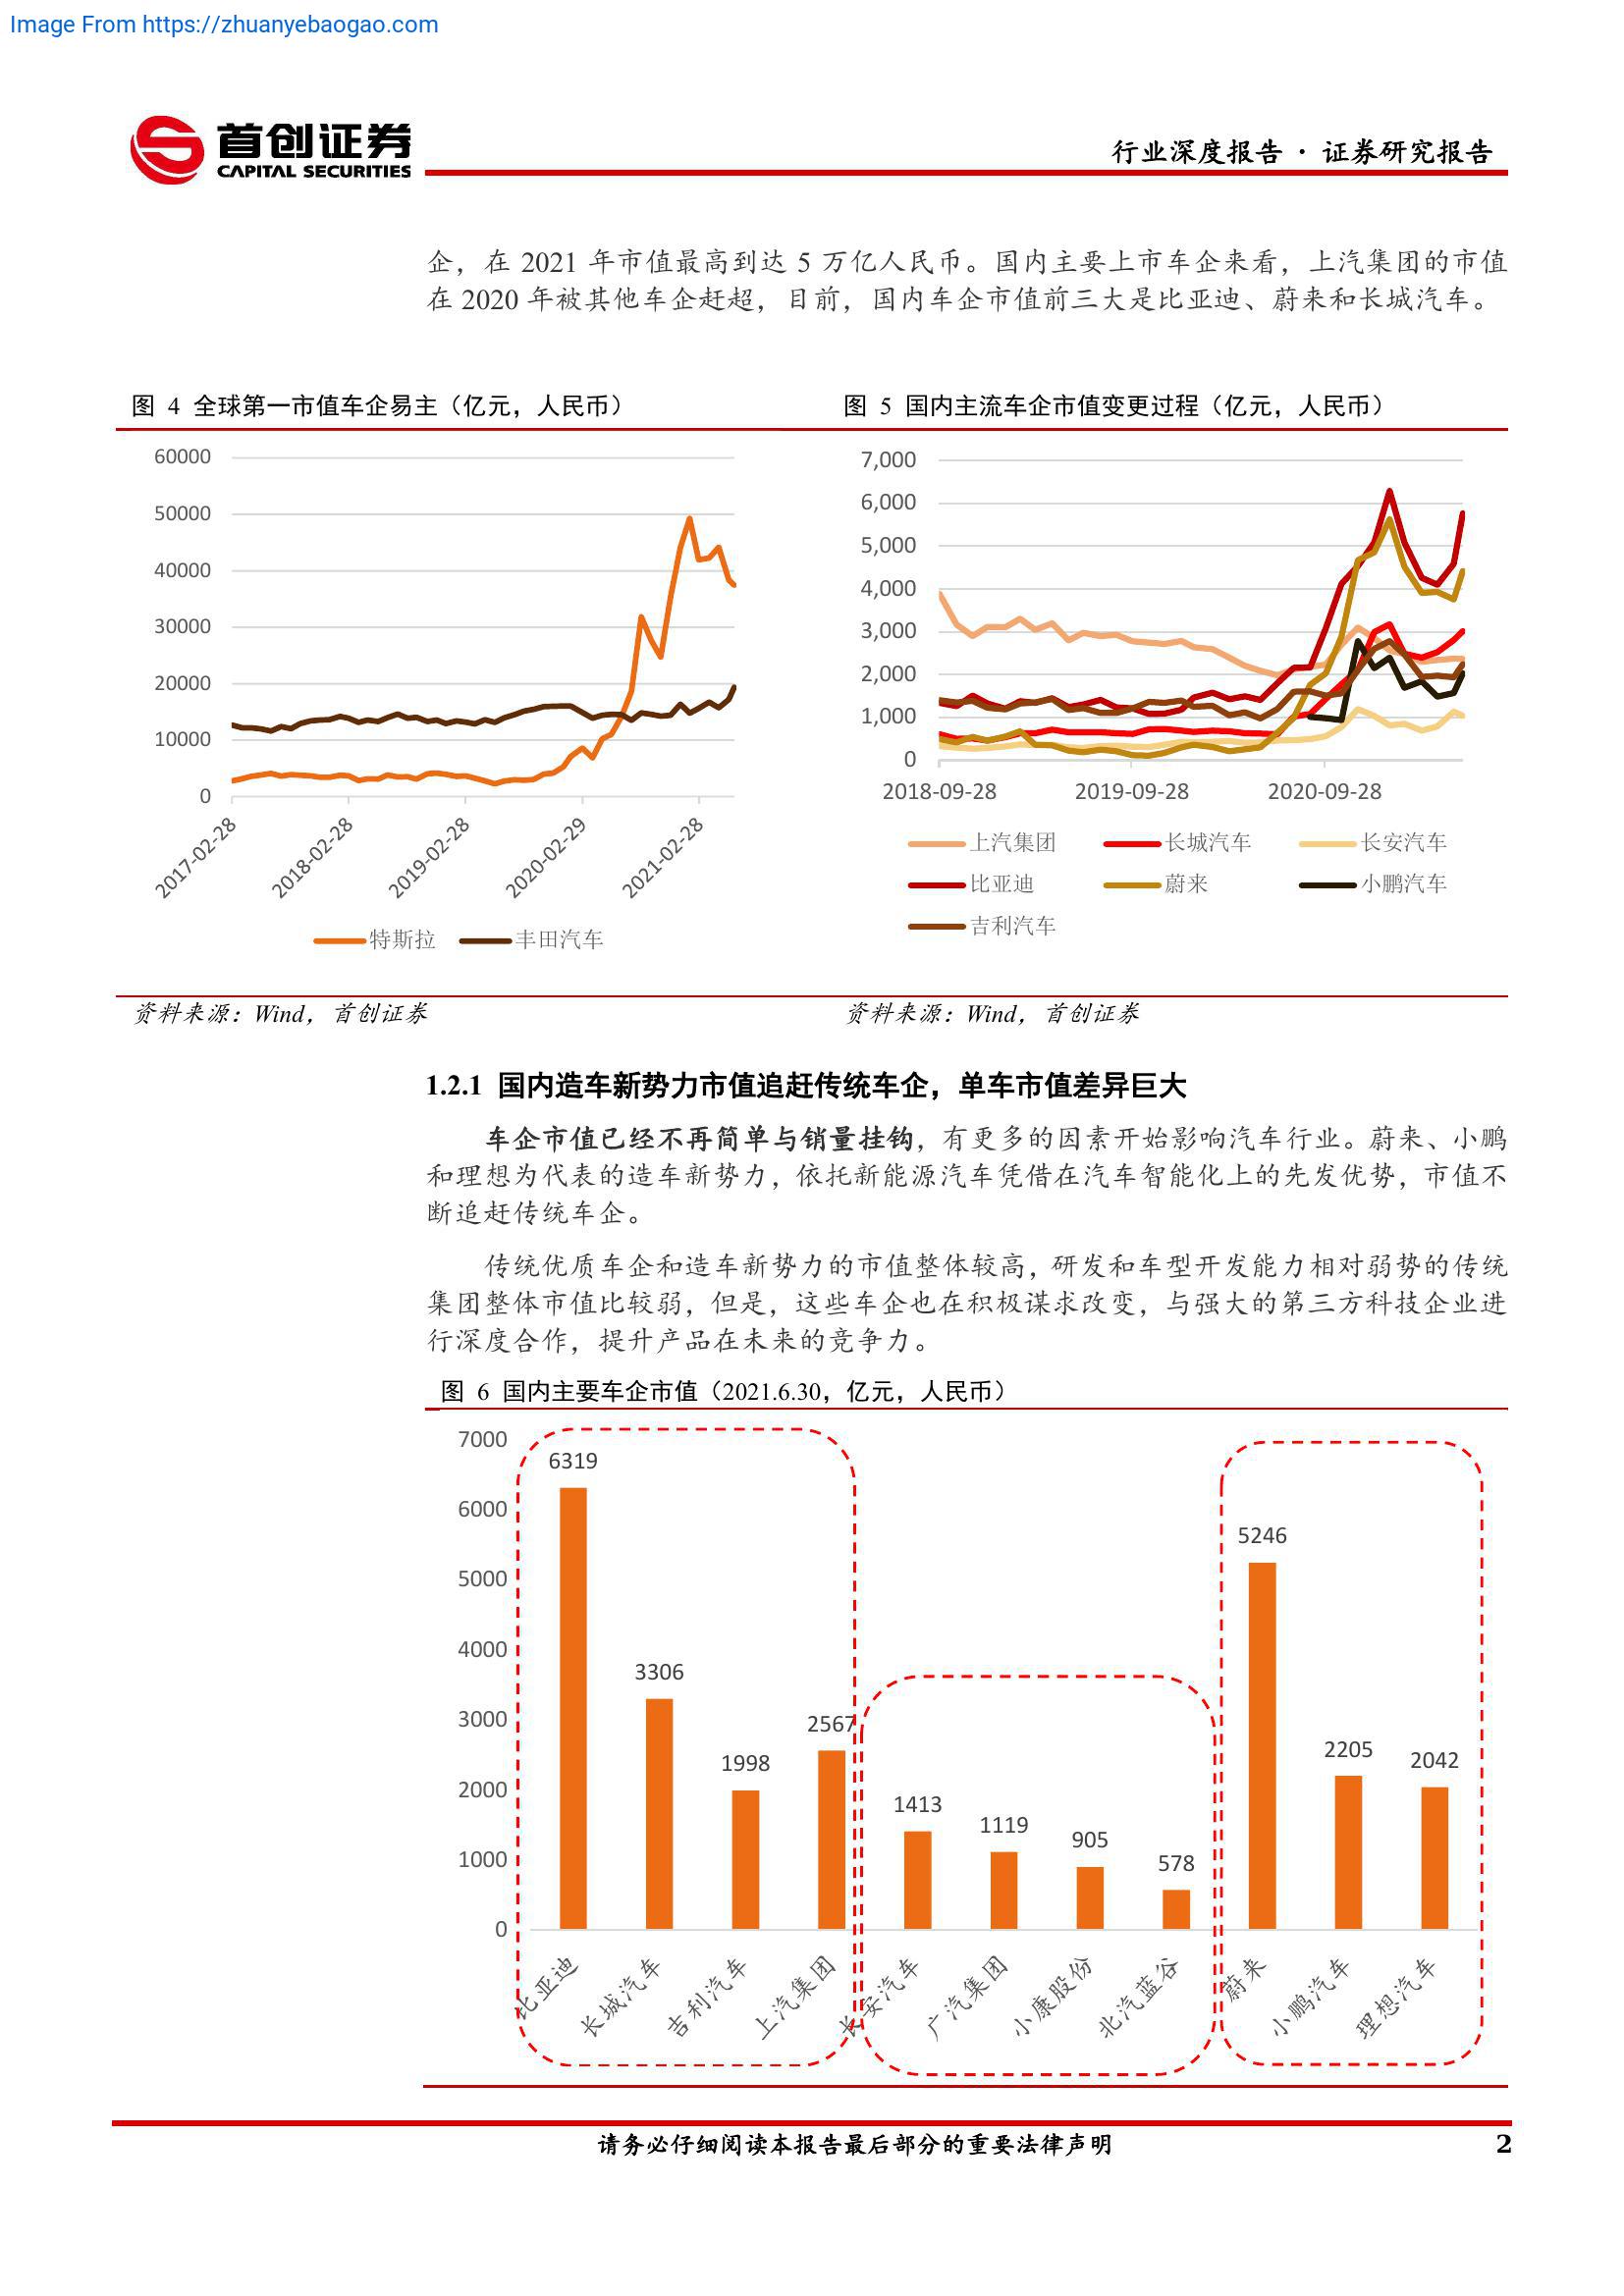 Image From https://zhuanyebaogao.com
首创证券
CAPITAL SECURITIES
行业深度报告 · 证券研究报告
企，在 2021 年市值最高到达 5 万亿人民币。国内主要上市车企来看，上汽集团的市值
在 2020 年被其他车企赶超，目前，国内车企市值前三大是比亚迪、蔚来和长城汽车。
图 4 全球第一市值车企易主（亿元，人民币）
60000
50000
40000
30000
20000
10000
0
2017-02-28
2018-02-28
2019-02-28
2020-02-29
2021-02-28
特斯拉 丰田汽车
资料来源：Wind，首创证券
图 5 国内主流车企市值变更过程（亿元，人民币）
7,000
6,000
5,000
4,000
3,000
2,000
1,000
0
2018-09-28 2019-09-28 2020-09-28
上汽集团 长城汽车 长安汽车
比亚迪 蔚来 小鹏汽车
吉利汽车
资料来源：Wind，首创证券
1.2.1 国内造车新势力市值追赶传统车企，单车市值差异巨大
车企市值已经不再简单与销量挂钩，有更多的因素开始影响汽车行业。蔚来、小鹏
和理想为代表的造车新势力，依托新能源汽车凭借在汽车智能化上的先发优势，市值不
断追赶传统车企。
传统优质车企和造车新势力的市值整体较高，研发和车型开发能力相对弱势的传统
集团整体市值比较弱，但是，这些车企也在积极谋求改变，与强大的第三方科技企业进
行深度合作，提升产品在未来的竞争力。
图 6 国内主要车企市值（2021.6.30，亿元，人民币）
7000
6000
5000
4000
3000
2000
1000
0
6319
3306
1998
2567
1413
1119
905
578
5246
2205
2042
比亚迪
长城汽车
吉利汽车
上汽集团
长安汽车
广汽集团
小康股份
北汽蓝谷
蔚来
小鹏汽车
理想汽车
请务必仔细阅读本报告最后部分的重要法律声明 2